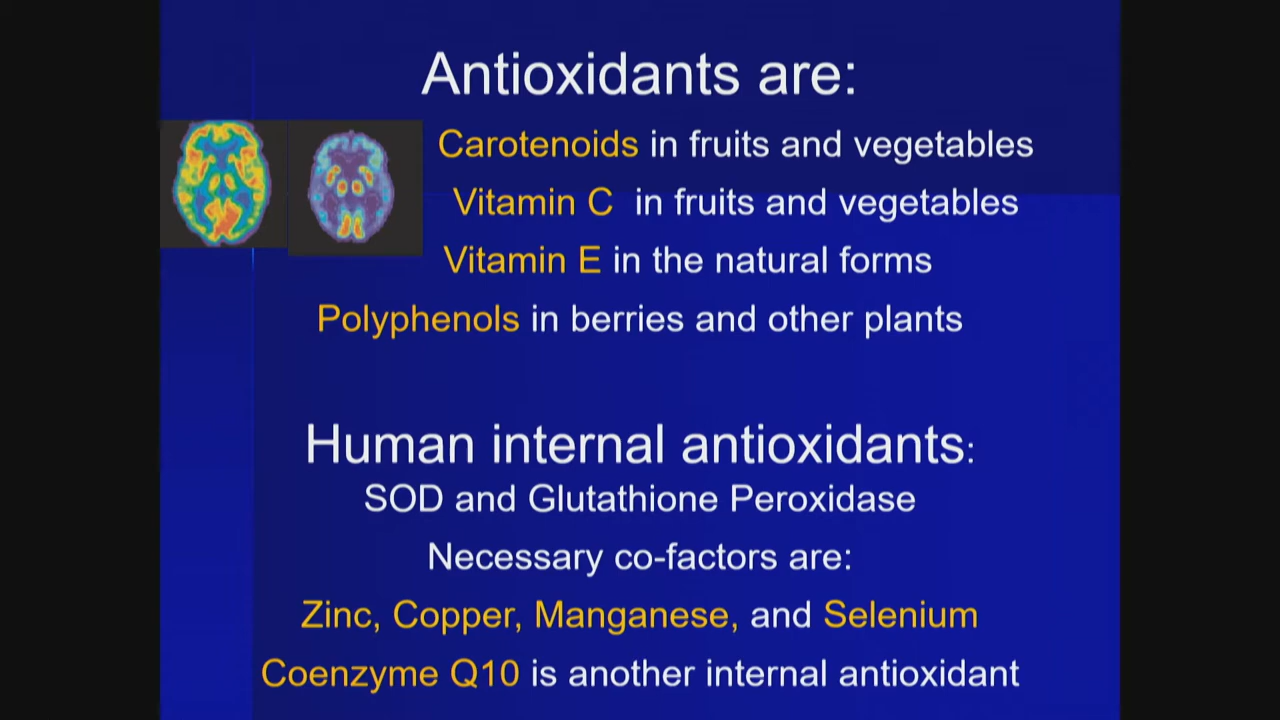 Antioxidants are:
Carotenoids in fruits and vegetables
Vitamin C in fruits and vegetables
Vitamin E in the natural forms
Polyphenols in berries and other plants
Human internal antioxidants:
SOD and Glutathione Peroxidase
Necessary co-factors are:
Zinc, Copper, Manganese, and Selenium
Coenzyme Q10 is another internal antioxidant